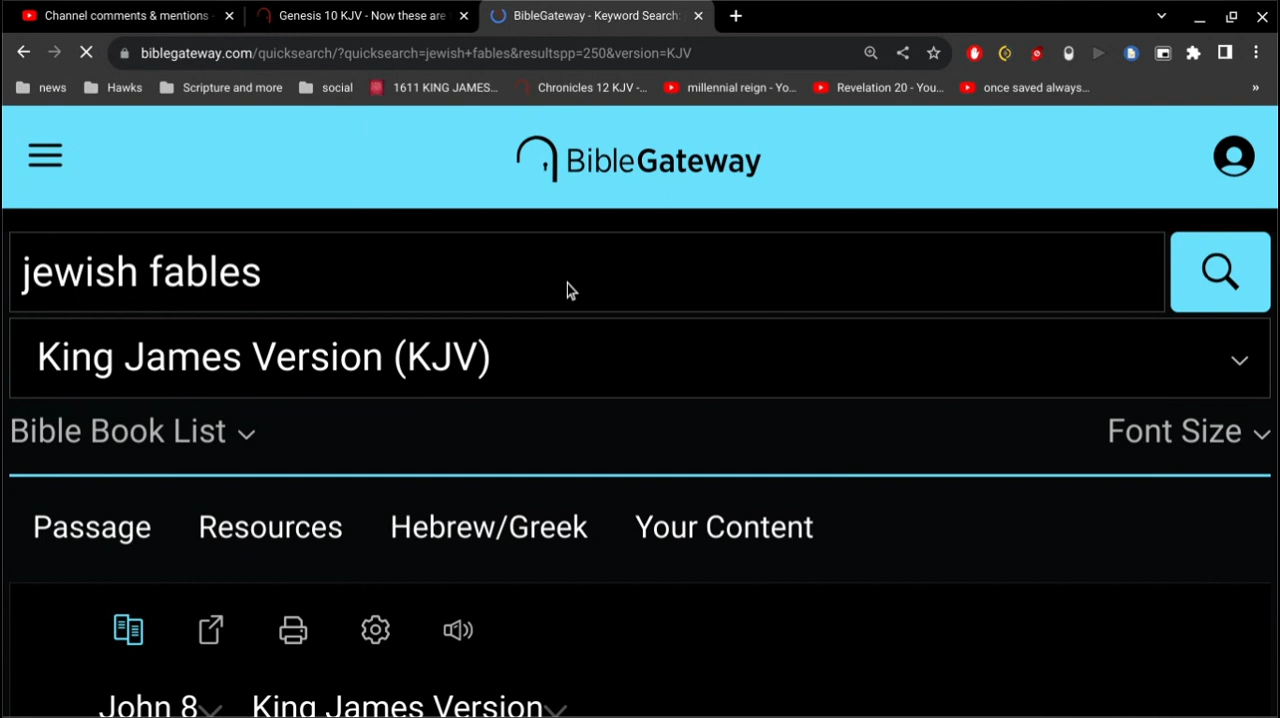 Channel comments & mentions
Genesis 10 KJV - Now these are
BibleGateway - Keyword Search:
biblegateway.com/quicksearch/?quicksearch=jewish+fables&resultspp=250&version=KJV
news
Hawks
Scripture and more
social
1611 KING JAMES...
Chronicles 12 KJV -...
millennial reign - Yo...
Revelation 20 - You...
once saved always...
»
BibleGateway
jewish fables
King James Version (KJV)
Bible Book List
Font Size
Passage
Resources
Hebrew/Greek
Your Content
John 8
King James Version